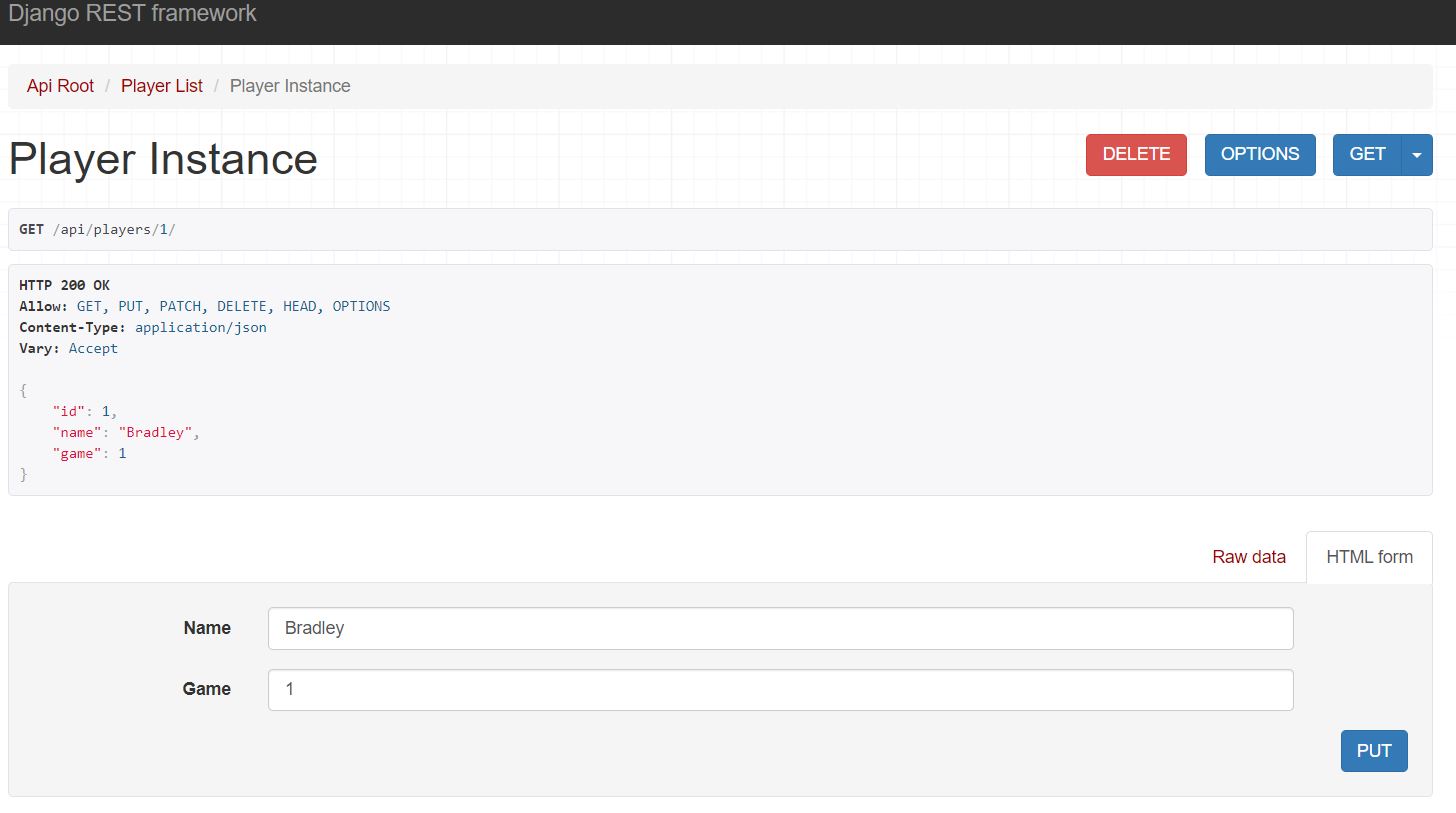 Django REST framework
Api Root / Player List / Player Instance
Player Instance
DELETE OPTIONS GET
GET /api/players/1/
HTTP 200 OK
Allow: GET, PUT, PATCH, DELETE, HEAD, OPTIONS
Content-Type: application/json
Vary: Accept
{
    "id": 1,
    "name": "Bradley",
    "game": 1
}
Raw data HTML form
Name Bradley
Game 1
PUT